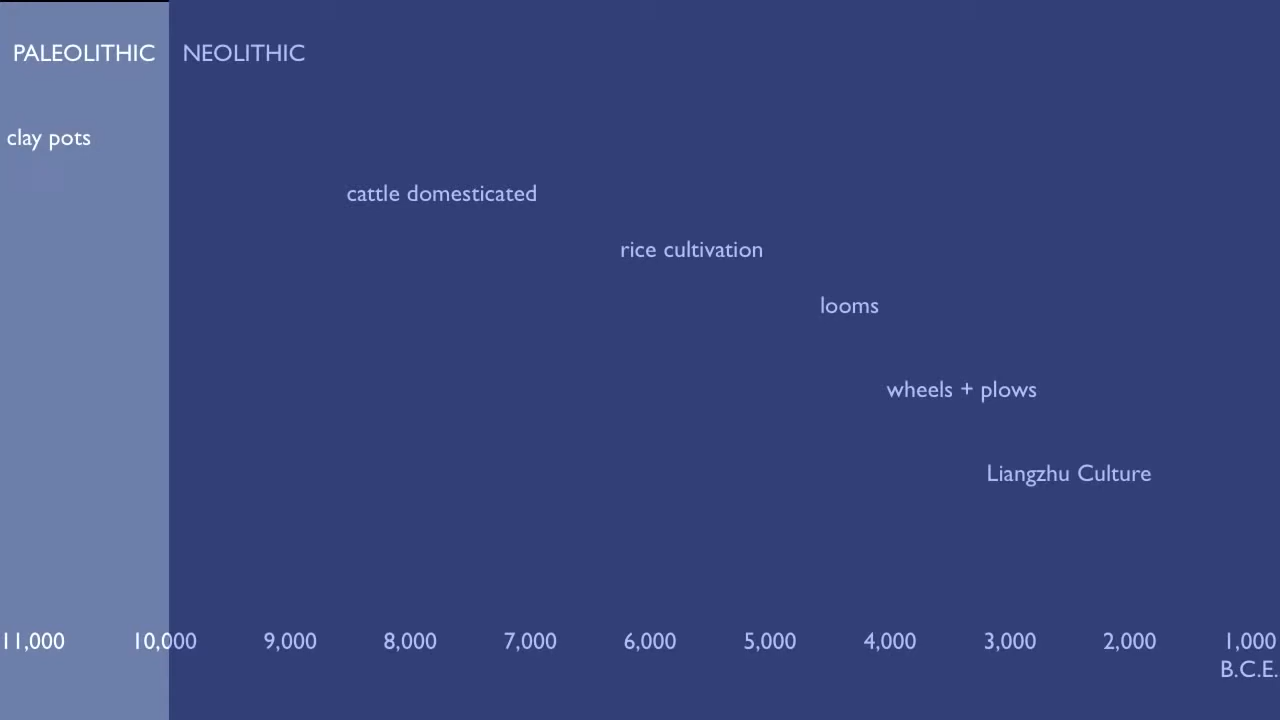 PALEOLITHIC NEOLITHIC
clay pots
cattle domesticated
rice cultivation
looms
wheels + plows
Liangzhu Culture
11,000 10,000 9,000 8,000 7,000 6,000 5,000 4,000 3,000 2,000 1,000
B.C.E.